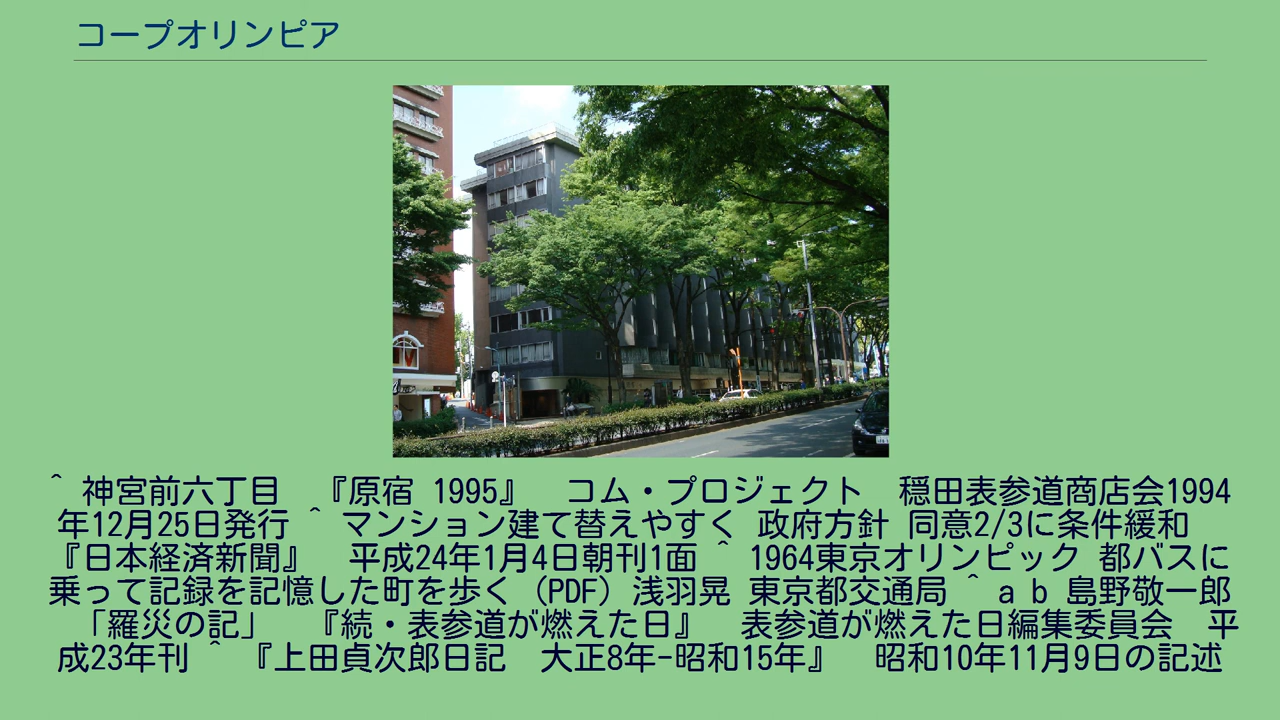 コープオリンピア
^ 神宮前六丁目　『原宿 1995』　コム・プロジェクト　穏田表参道商店会1994
年12月25日発行 ^ マンション建て替えやすく 政府方針 同意2/3に条件緩和
『日本経済新聞』　平成24年1月4日朝刊1面 ^ 1964東京オリンピック 都バスに
乗って記録を記憶した町を歩く（PDF）浅羽晃 東京都交通局 ^ a b 島野敬一郎
「羅災の記」　『続・表参道が燃えた日』　表参道が燃えた日編集委員会　平
成23年刊 ^ 『上田貞次郎日記　大正8年-昭和15年』　昭和10年11月9日の記述